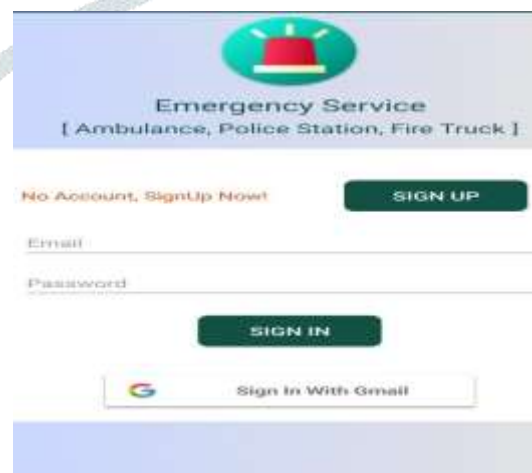 Emergency Service
[ Ambulance, Police Station, Fire Truck ]
No Account, SignUp Now!
SIGN UP
Email
Password
SIGN IN
Sign In With Gmail